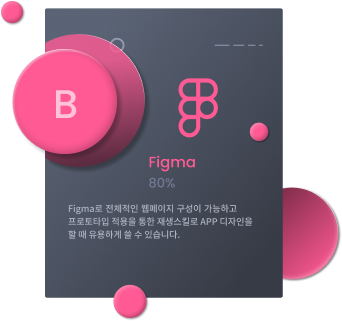 B
Figma
80%
Figma로 전체적인 웹페이지 구성이 가능하고
프로토타입 적용을 통한 재생스킬로 APP 디자인을
할 때 유용하게 쓸 수 있습니다.